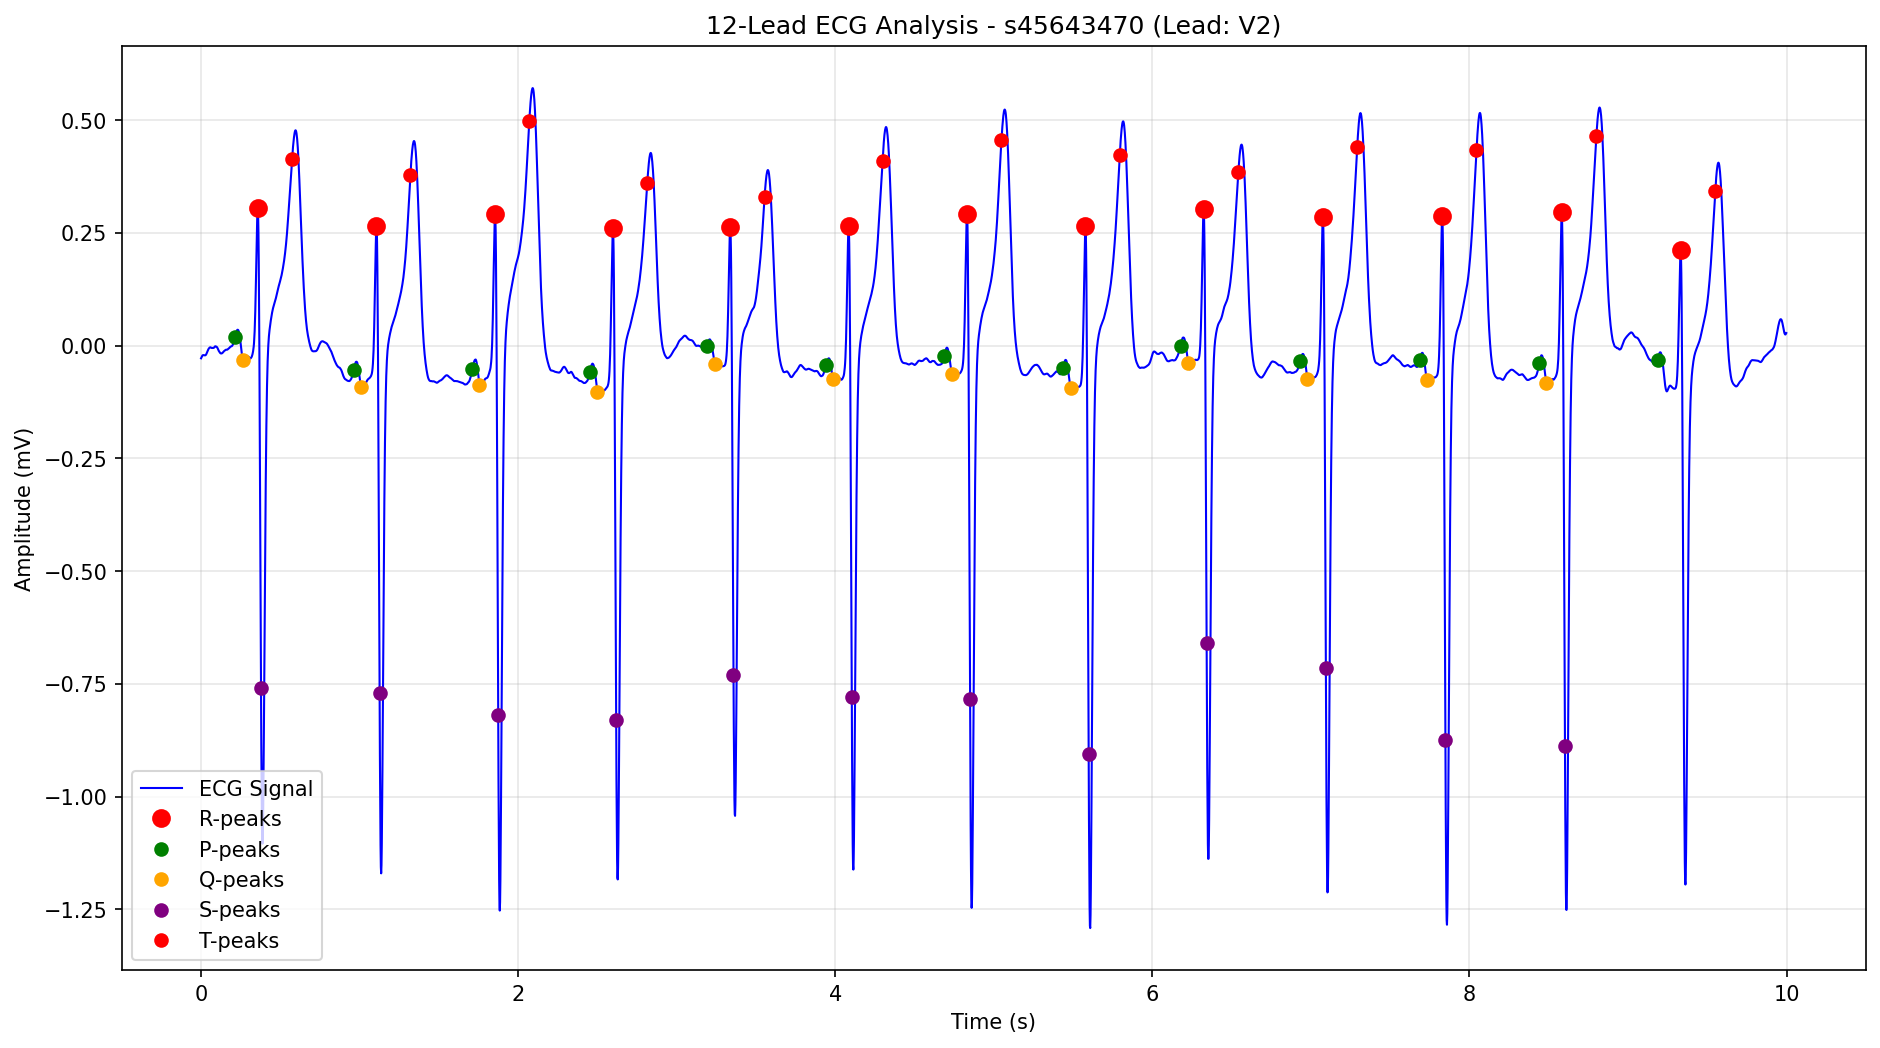 12-Lead ECG Analysis - s45643470 (Lead: V2)
Amplitude (mV)
0.50
0.25
0.00
−0.25
−0.50
−0.75
−1.00
−1.25
ECG Signal
R-peaks
P-peaks
Q-peaks
S-peaks
T-peaks
0 2 4 6 8 10
Time (s)